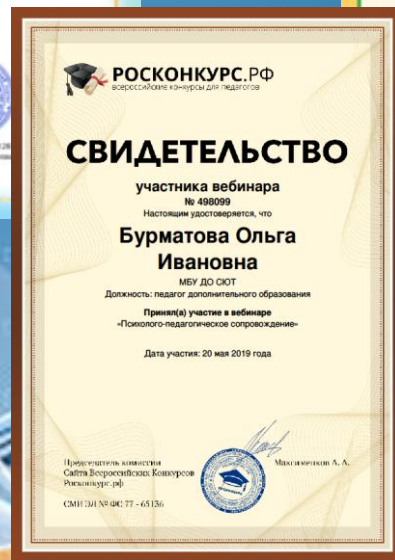 РОСКОНКУРС.РФ
всероссийские конкурсы для педагогов
СВИДЕТЕЛЬСТВО
участника вебинара
№ 498099
Настоящим удостоверяется, что
Бурматова Ольга
Ивановна
МБУ ДО СЮТ
Должность: педагог дополнительного образования
Принял(а) участие в вебинаре
«Психолого-педагогическое сопровождение»
Дата участия: 20 мая 2019 года
Председатель комиссии
Сайта Всероссийских Конкурсов
Росконкурс.рф
Максименков А. А.
СМИ ЭЛ № ФС 77 - 65136